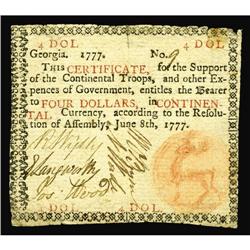 4 DOL. 4 DOL.
Georgia. 1777. No.
This CERTIFICATE, for the Support
of the Continental Troops, and other Ex-
pences of Government, entitles the Bearer
to FOUR DOLLARS, in CONTINEN-
TAL Currency, according to the Resolu-
tion of Assembly, June 8th, 1777.
4 DOL. 4 DOL.